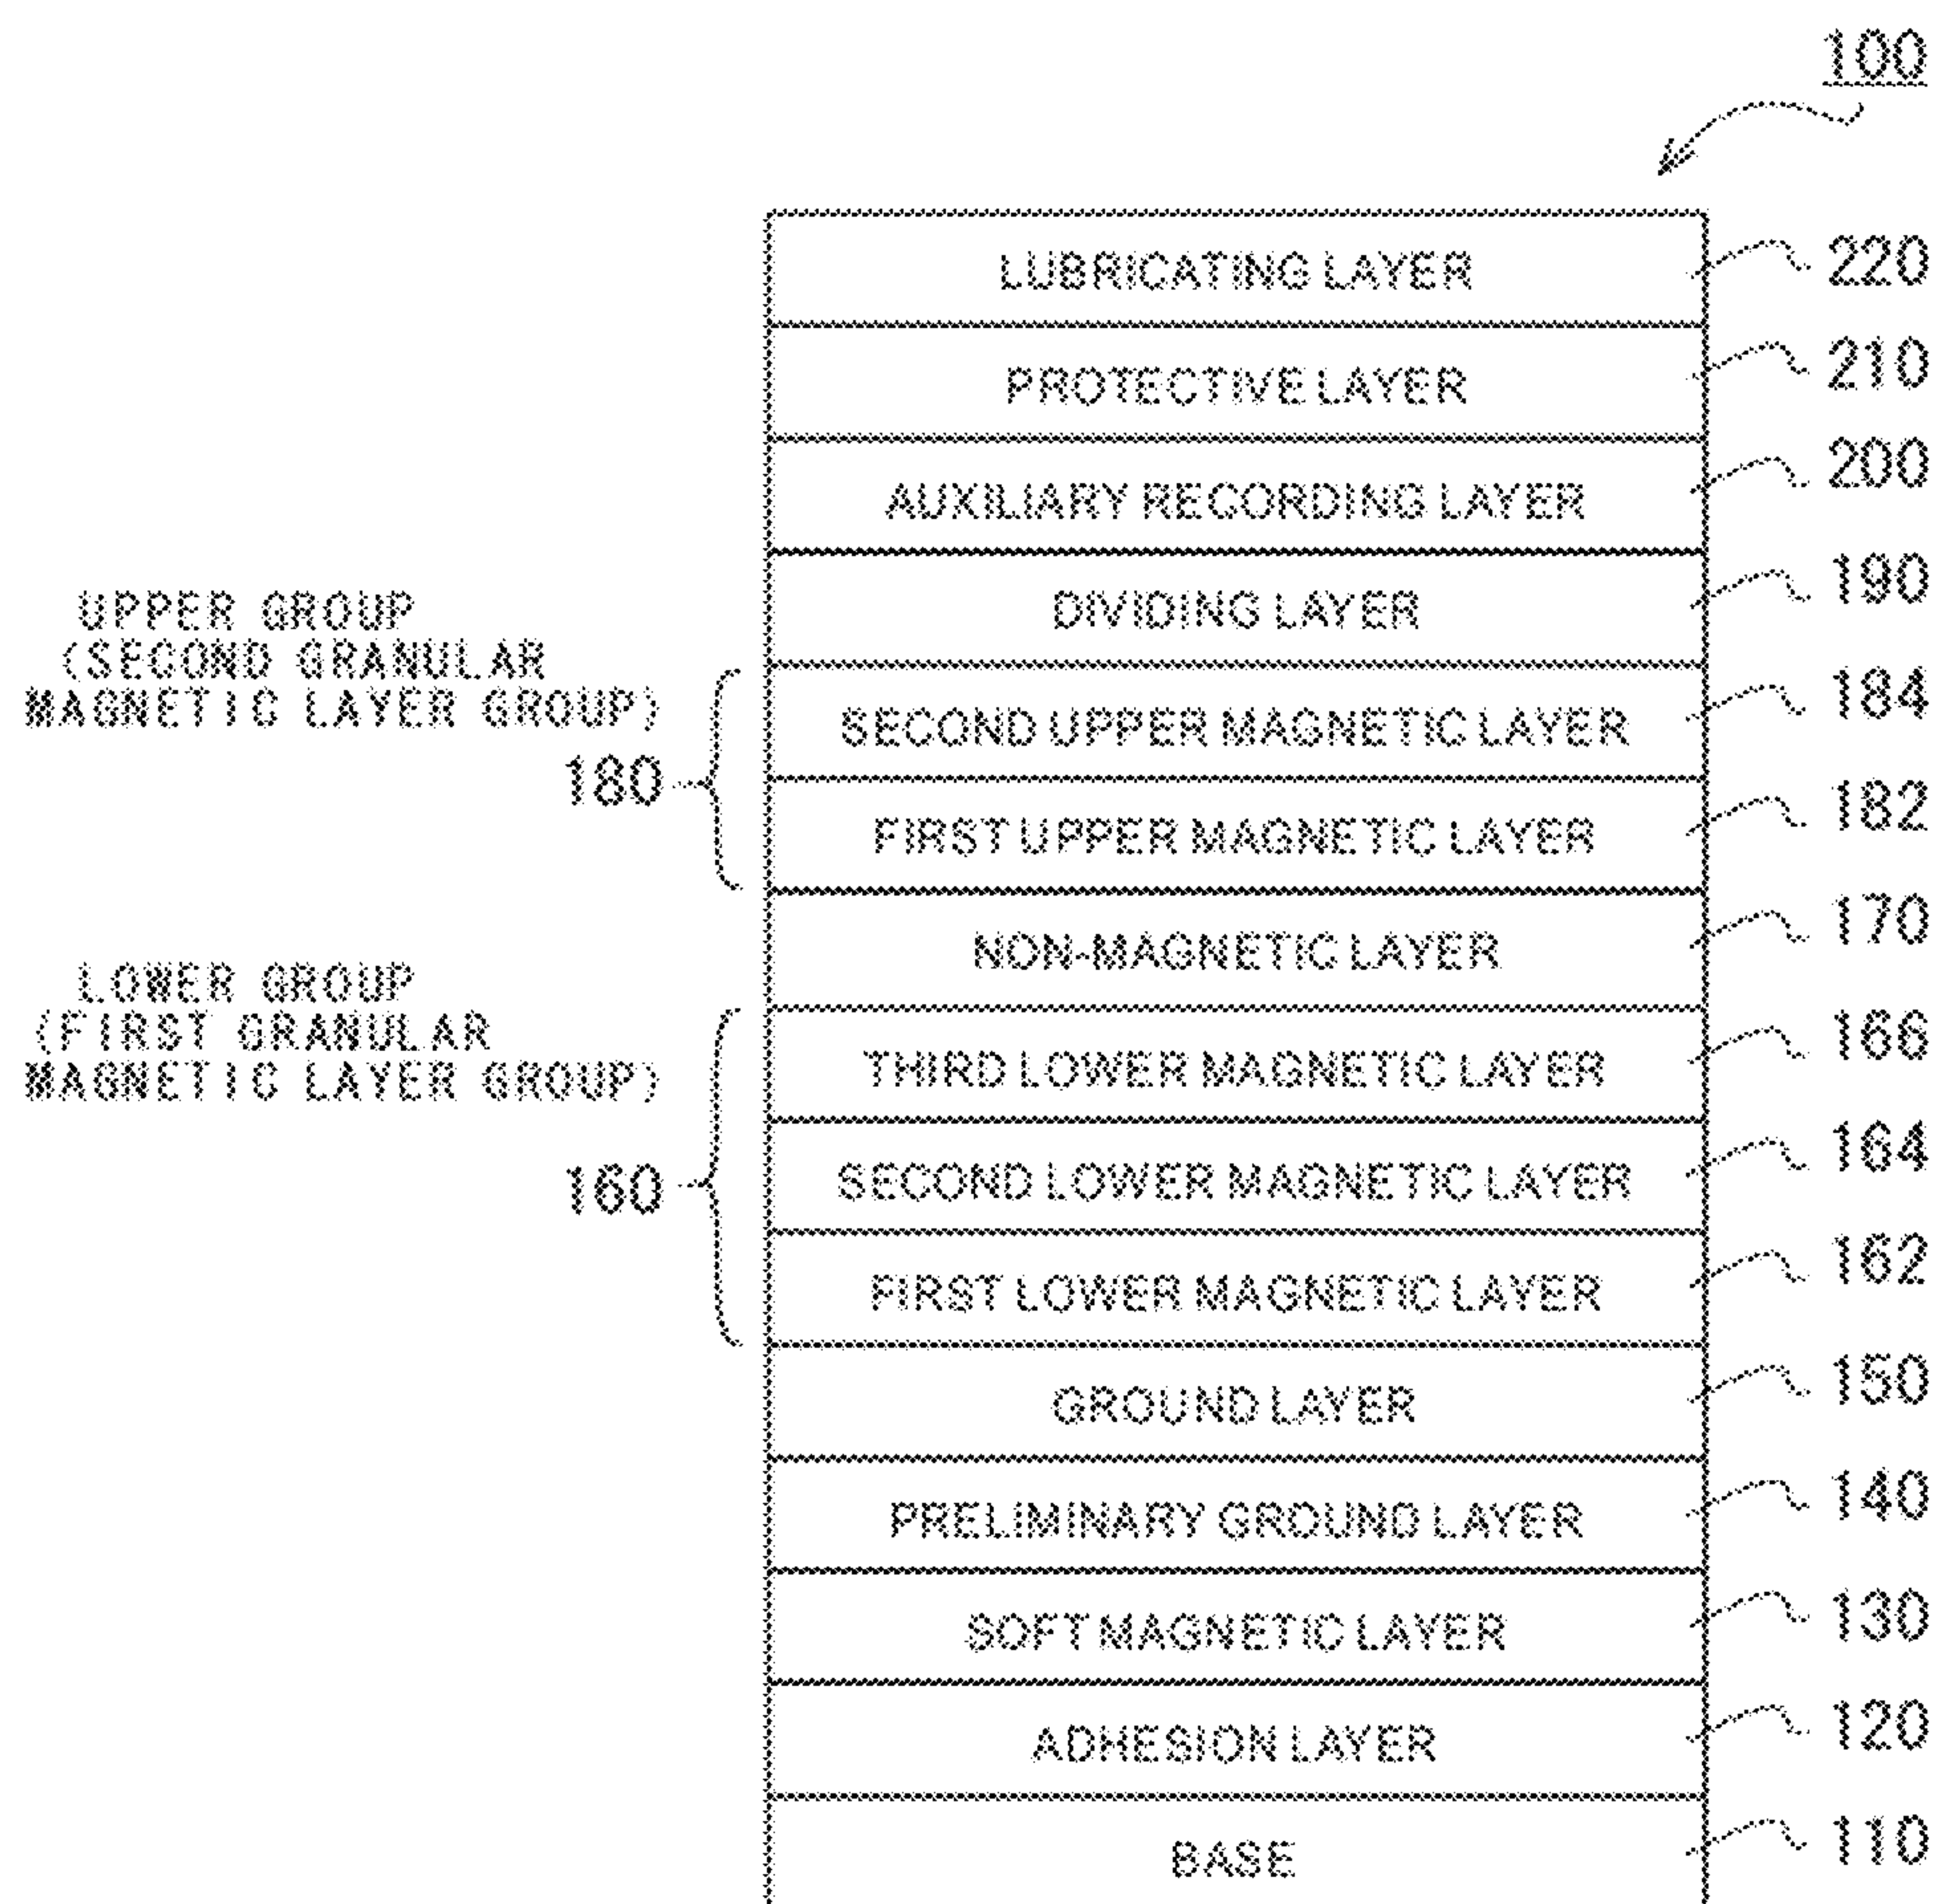 100
LUBRICATING LAYER 220
PROTECTIVE LAYER 210
AUXILIARY RECORDING LAYER 200
DIVIDING LAYER 190
UPPER GROUP
(SECOND GRANULAR
MAGNETIC LAYER GROUP)
180
SECOND UPPER MAGNETIC LAYER 184
FIRST UPPER MAGNETIC LAYER 182
NON-MAGNETIC LAYER 170
LOWER GROUP
(FIRST GRANULAR
MAGNETIC LAYER GROUP)
160
THIRD LOWER MAGNETIC LAYER 166
SECOND LOWER MAGNETIC LAYER 164
FIRST LOWER MAGNETIC LAYER 162
GROUND LAYER 150
PRELIMINARY GROUND LAYER 140
SOFT MAGNETIC LAYER 130
ADHESION LAYER 120
BASE 110